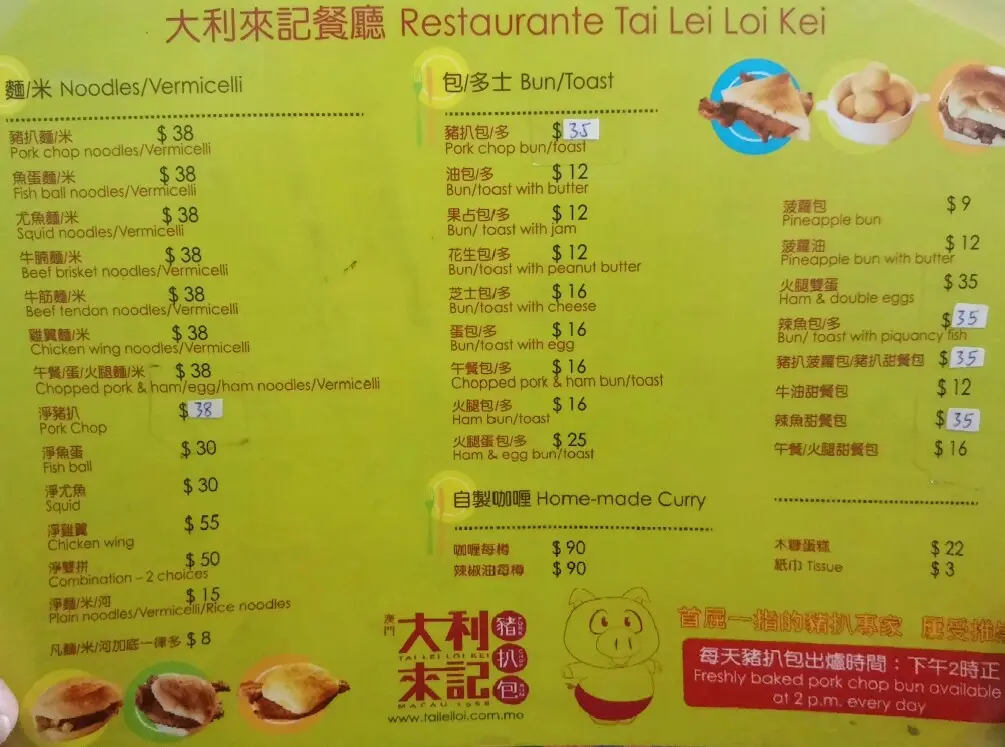 大利來記餐廳 Restaurante Tai Lei Loi Kei
麵/米 Noodles/Vermicelli
豬扒麵/米 $ 38
Pork chop noodles/Vermicelli
魚蛋麵/米 $ 38
Fish ball noodles/Vermicelli
尤魚麵/米 $ 38
Squid noodles/Vermicelli
牛腩麵/米 $ 38
Beef brisket noodles/Vermicelli
牛筋麵/米 $ 38
Beef tendon noodles/Vermicelli
雞翼麵/米 $ 38
Chicken wing noodles/Vermicelli
午餐/蛋/火腿麵/米 $ 38
Chopped pork & ham/egg/ham noodles/Vermicelli
淨豬扒 $ 38
Pork Chop
淨魚蛋 $ 30
Fish ball
淨尤魚 $ 30
Squid
淨雞翼 $ 55
Chicken wing
淨雙拼 $ 50
Combination – 2 choices
淨麵/米/河 $ 15
Plain noodles/Vermicelli/Rice noodles
凡麵/米/河加底一律多 $ 8
包/多士 Bun/Toast
豬扒包/多 $ 35
Pork chop bun/toast
油包/多 $ 12
Bun/toast with butter
果占包/多 $ 12
Bun/ toast with jam
花生包/多 $ 12
Bun/toast with peanut butter
芝士包/多 $ 16
Bun/toast with cheese
蛋包/多 $ 16
Bun/toast with egg
午餐包/多 $ 16
Chopped pork & ham bun/toast
火腿包/多 $ 16
Ham bun/toast
火腿蛋包/多 $ 25
Ham & egg bun/toast
菠蘿包 $ 9
Pineapple bun
菠蘿油 $ 12
Pineapple bun with butter
火腿雙蛋 $ 35
Ham & double eggs
辣魚包/多 $ 35
Bun/ toast with piquancy fish
豬扒菠蘿包/豬扒甜餐包 $ 35
牛油甜餐包 $ 12
辣魚甜餐包 $ 35
午餐/火腿甜餐包 $ 16
自製咖喱 Home-made Curry
咖喱每樽 $ 90
辣椒油每樽 $ 90
木糠蛋糕 $ 22
紙巾 Tissue $ 3
澳門
大利
TAI LEI LOI KEI
來記
MACAU 1968
豬扒包
PORK CHOP BUN
www.taileiloi.com.mo
首屈一指的豬扒專家
每天豬扒包出爐時間：下午2時正
Freshly baked pork chop bun available
at 2 p.m. every day